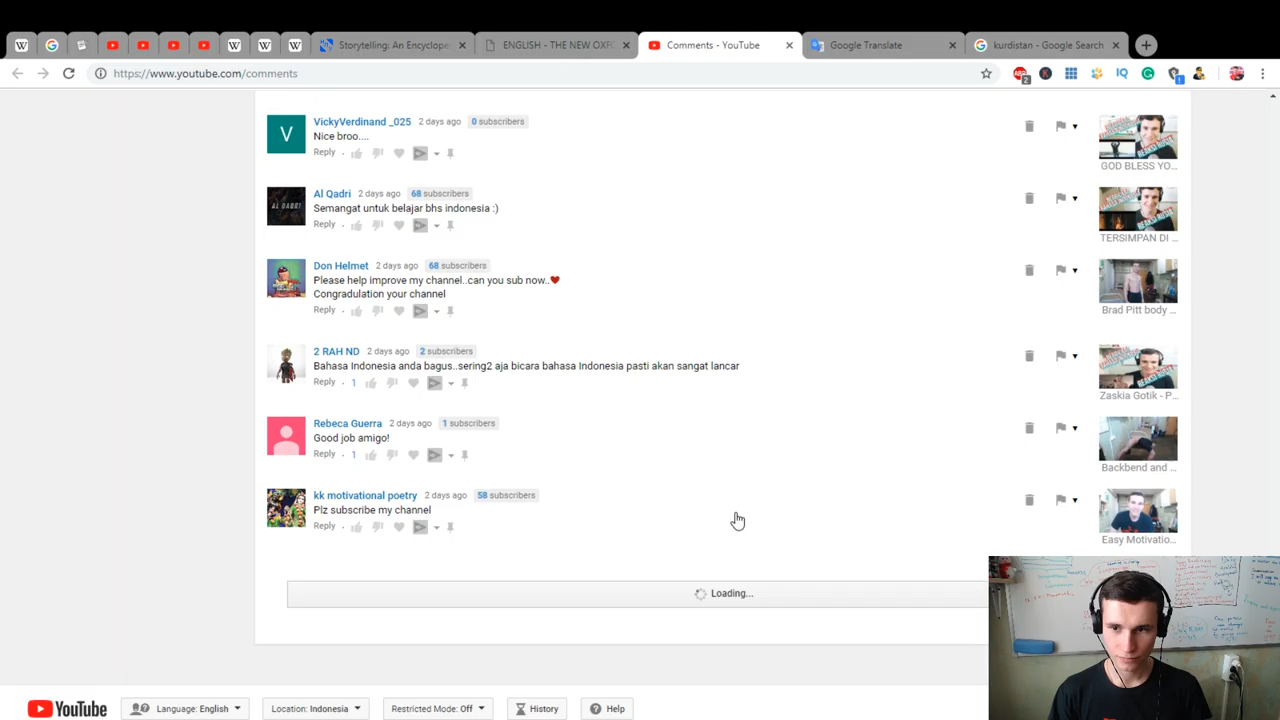 Storytelling: An Encyclope
ENGLISH - THE NEW OXF
Comments - YouTube
Google Translate
kurdistan - Google Search
https://www.youtube.com/comments
VickyVerdinand _025 2 days ago 0 subscribers
Nice broo....
Reply
GOD BLESS YO...
Al Qadri 2 days ago 68 subscribers
Semangat untuk belajar bhs indonesia :)
Reply
TERSIMPAN DI ...
Don Helmet 2 days ago 68 subscribers
Please help improve my channel..can you sub now..❤
Congradulation your channel
Reply
Brad Pitt body ...
2 RAH ND 2 days ago 2 subscribers
Bahasa Indonesia anda bagus..sering2 aja bicara bahasa Indonesia pasti akan sangat lancar
Reply 1
Zaskia Gotik - P...
Rebeca Guerra 2 days ago 1 subscribers
Good job amigo!
Reply 1
Backbend and ...
kk motivational poetry 2 days ago 58 subscribers
Plz subscribe my channel
Reply
Easy Motivatio...
Loading...
YouTube Language: English Location: Indonesia Restricted Mode: Off History Help